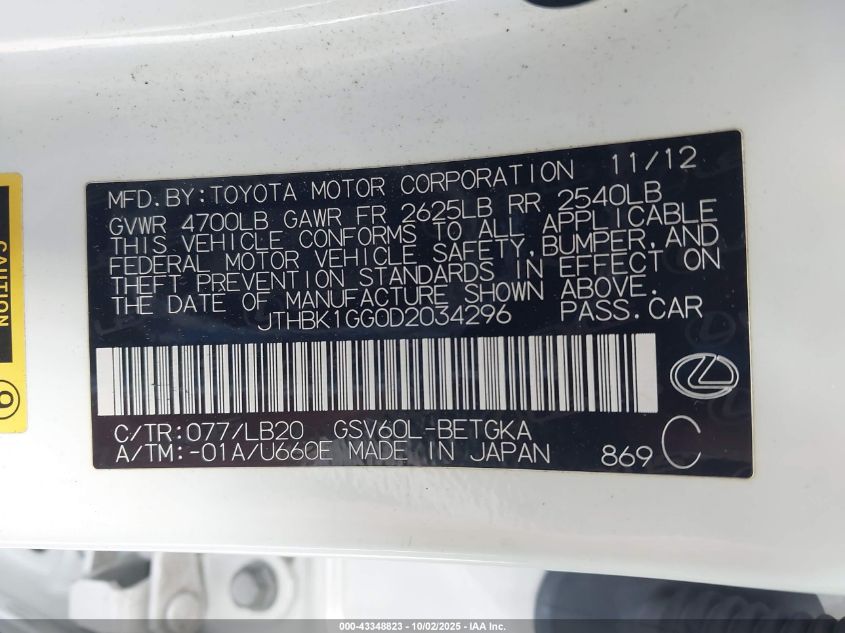 MFD.BY:TOYOTA MOTOR CORPORATION 11/12
GVWR 4700LB GAWR FR 2625LB RR 2540LB
THIS VEHICLE CONFORMS TO ALL APPLICABLE
FEDERAL MOTOR VEHICLE SAFETY,BUMPER,AND
THEFT PREVENTION STANDARDS IN EFFECT ON
THE DATE OF MANUFACTURE SHOWN ABOVE.
JTHBK1GG0D2034296 PASS.CAR
C/TR:077/LB20 GSV60L-BETGKA
A/TM:-01A/U660E MADE IN JAPAN 869 C
CAUTION
000-43348823 - 10/02/2025 - IAA Inc.